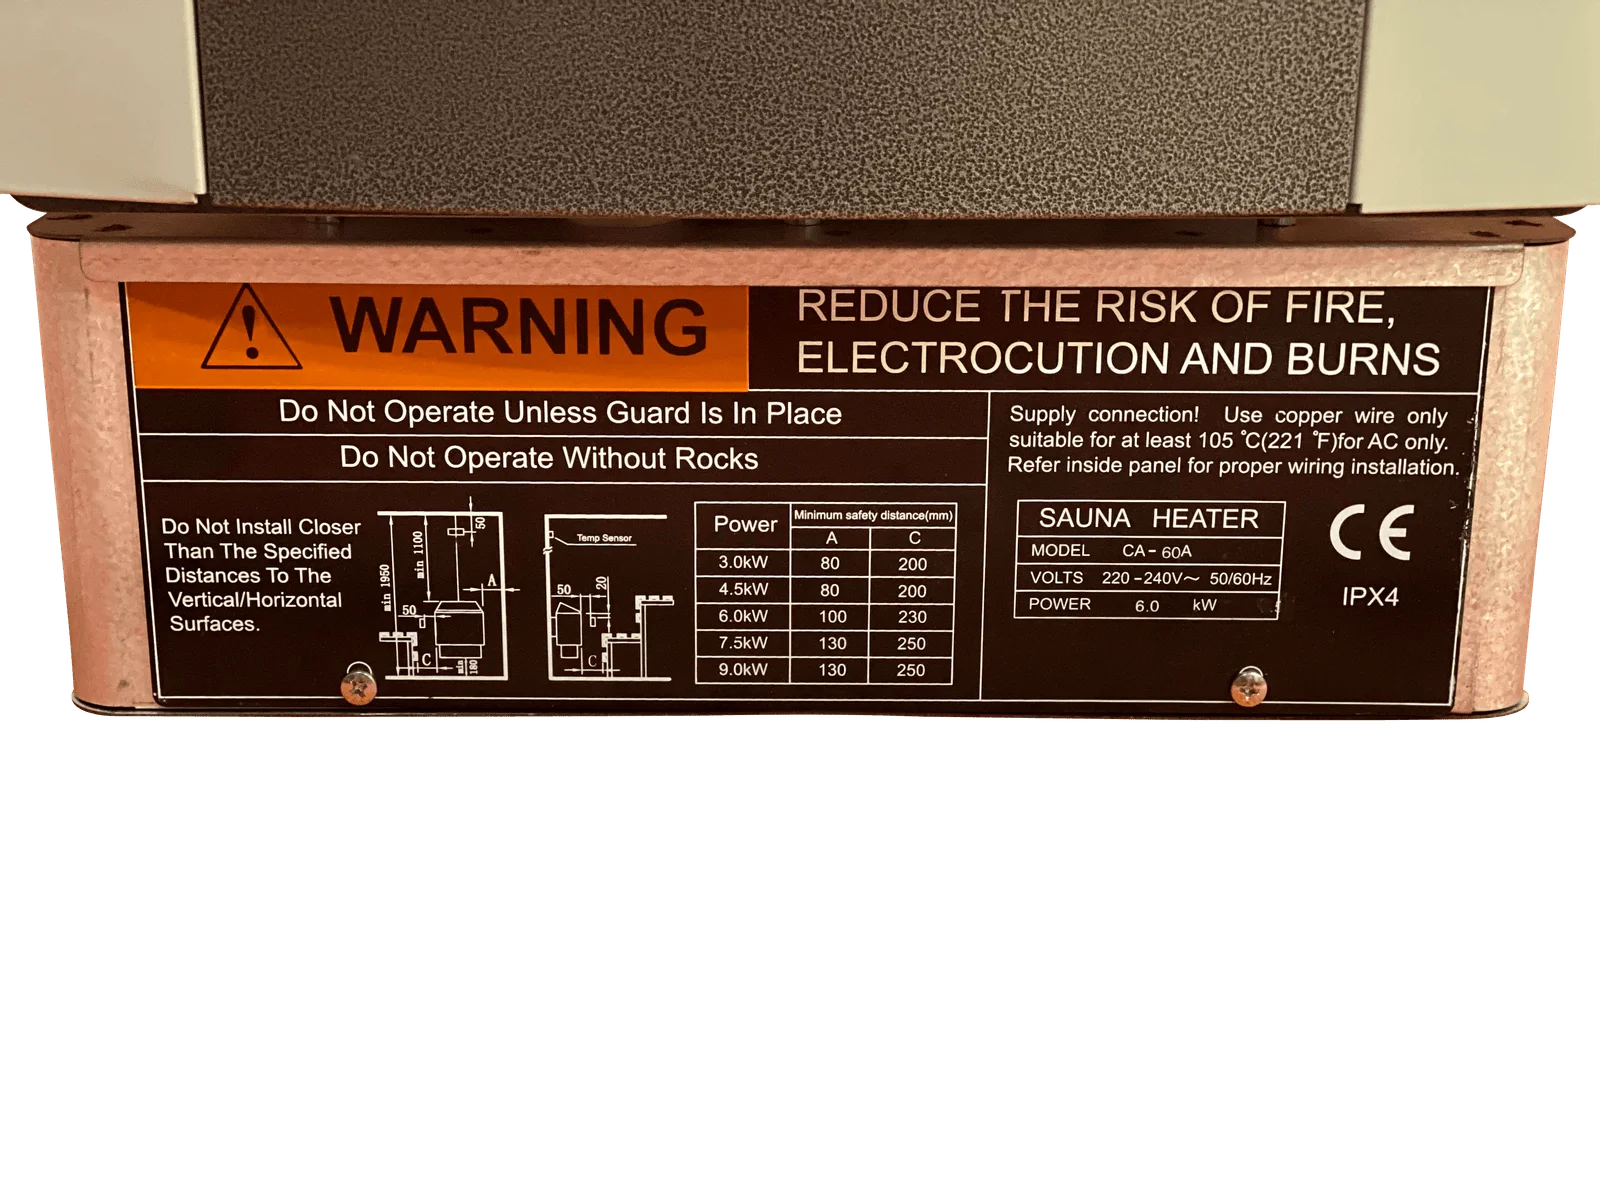 WARNING
REDUCE THE RISK OF FIRE,
ELECTROCUTION AND BURNS
Do Not Operate Unless Guard Is In Place
Do Not Operate Without Rocks
Do Not Install Closer
Than The Specified
Distances To The
Vertical/Horizontal
Surfaces.
min 1950
min 1100
50
A
50
C
min 180
Temp Sensor
50
20
C
Power Minimum safety distance(mm)
A C
3.0kW 80 200
4.5kW 80 200
6.0kW 100 230
7.5kW 130 250
9.0kW 130 250
Supply connection! Use copper wire only
suitable for at least 105 ℃(221 ℉)for AC only.
Refer inside panel for proper wiring installation.
SAUNA HEATER
MODEL CA-60A
VOLTS 220-240V~ 50/60Hz
POWER 6.0 kW
CE
IPX4